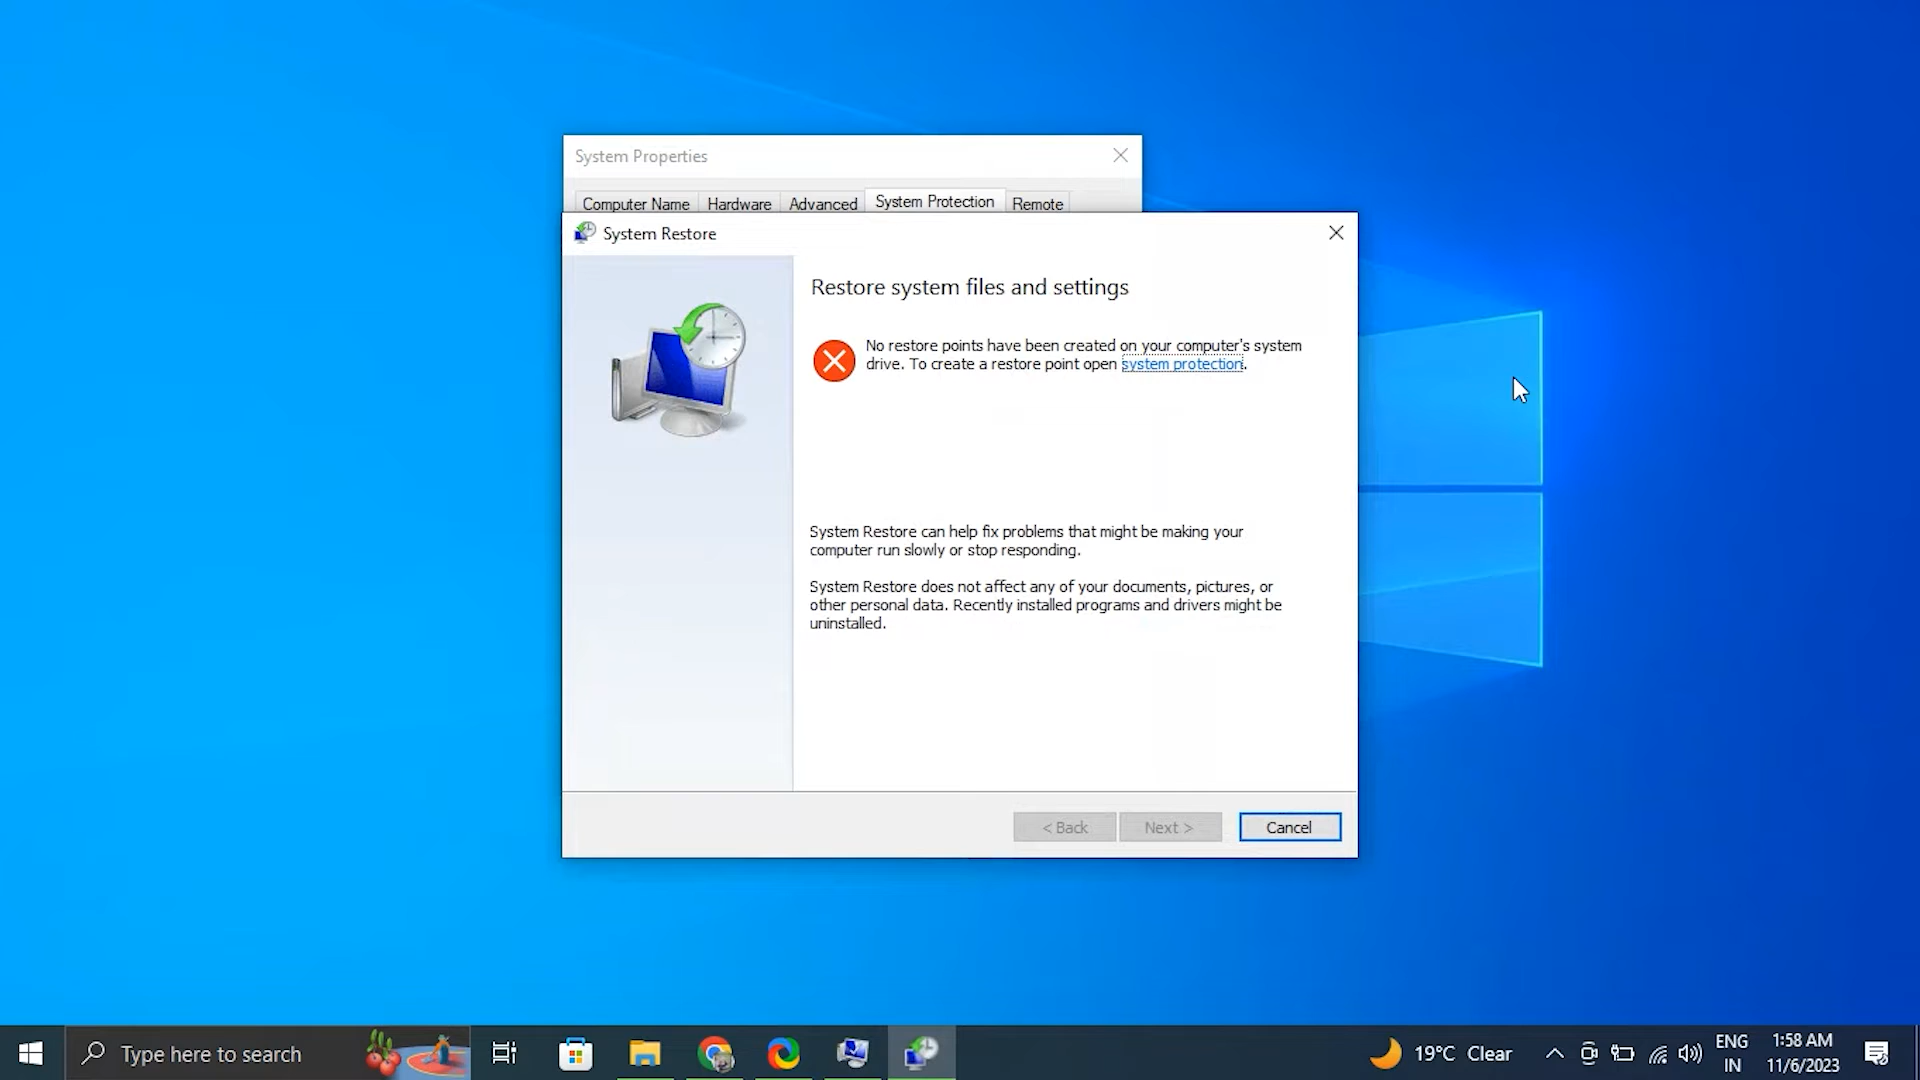 System Properties
Computer Name Hardware Advanced System Protection Remote
System Restore
Restore system files and settings
No restore points have been created on your computer's system
drive. To create a restore point open system protection.
System Restore can help fix problems that might be making your
computer run slowly or stop responding.
System Restore does not affect any of your documents, pictures, or
other personal data. Recently installed programs and drivers might be
uninstalled.
< Back Next > Cancel
Type here to search
19°C Clear
ENG
IN
1:58 AM
11/6/2023